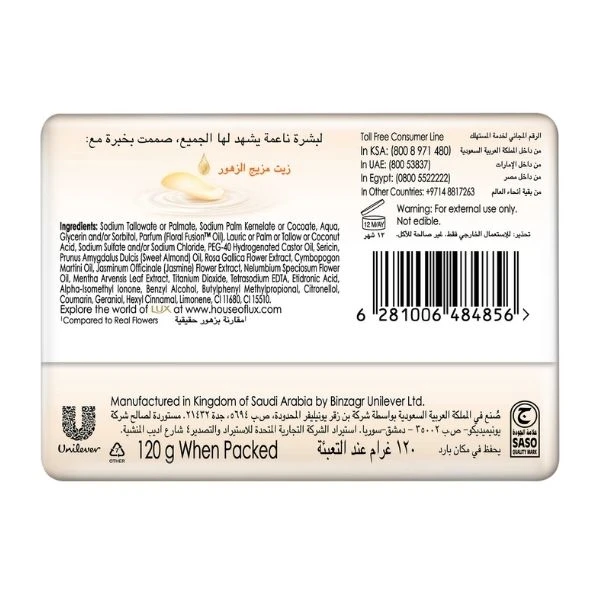 لبشرة ناعمة يشهد لها الجميع، صممت بخبرة مع:
زيت مزيج الزهور
Ingredients: Sodium Tallowate or Palmate, Sodium Palm Kernelate or Cocoate, Aqua,
Glycerin and/or Sorbitol, Parfum (Floral Fusion™ Oil), Lauric or Palm or Tallow or Coconut
Acid, Sodium Sulfate and/or Sodium Chloride, PEG-40 Hydrogenated Castor Oil, Sericin,
Prunus Amygdalus Dulcis (Sweet Almond) Oil, Rosa Gallica Flower Extract, Cymbopogon
Martini Oil, Jasminum Officinale (Jasmine) Flower Extract, Nelumbium Speciosum Flower
Oil, Mentha Arvensis Leaf Extract, Titanium Dioxide, Tetrasodium EDTA, Etidronic Acid,
Alpha-Isomethyl Ionone, Benzyl Alcohol, Butylphenyl Methylpropional, Citronellol,
Coumarin, Geraniol, Hexyl Cinnamal, Limonene, CI 11680, CI 15510.
Explore the world of LUX at www.houseoflux.com
¹Compared to Real Flowers ¹مقارنة بزهور حقيقية
Toll Free Consumer Line الرقم المجاني لخدمة المستهلك
In KSA: (800 8 971 480) من داخل المملكة العربية السعودية
In UAE: (800 53837) من داخل الإمارات
In Egypt: (0800 5522222) من داخل مصر
In Other Countries: +9714 8817263 من بقية أنحاء العالم
Warning: For external use only.
Not edible.
12 M/٢١
تحذير: للإستعمال الخارجي فقط. غير صالحة للأكل. ١٢ شهر
6 281006 484856 >
Manufactured in Kingdom of Saudi Arabia by Binzagr Unilever Ltd.
صُنع في المملكة العربية السعودية بواسطة شركة بن زقر يونيليفر المحدودة، ص.ب ٥٦٩٤، جدة ٢١٤٣٢. مستوردة لصالح شركة
يونيميديكو- ص.ب ٣٥٠٠٢ - دمشق-سوريا. استيراد الشركة التجارية المتحدة للإستيراد والتصدير ٤ شارع أديب المنشية.
Unilever
OTHER
120 g When Packed ١٢٠ غرام عند التعبئة
يحفظ في مكان بارد
علامة الجودة
SASO
QUALITY MARK